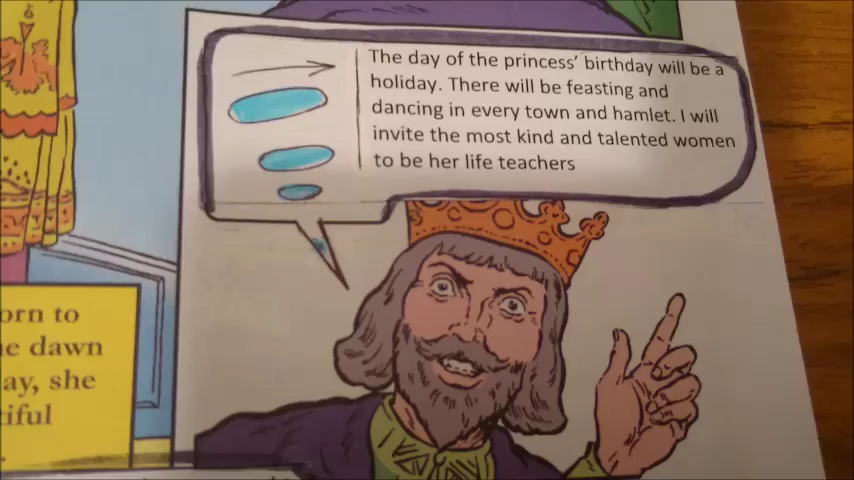 The day of the princess' birthday will be a
holiday. There will be feasting and
dancing in every town and hamlet. I will
invite the most kind and talented women
to be her life teachers
orn to
e dawn
ay, she
iful